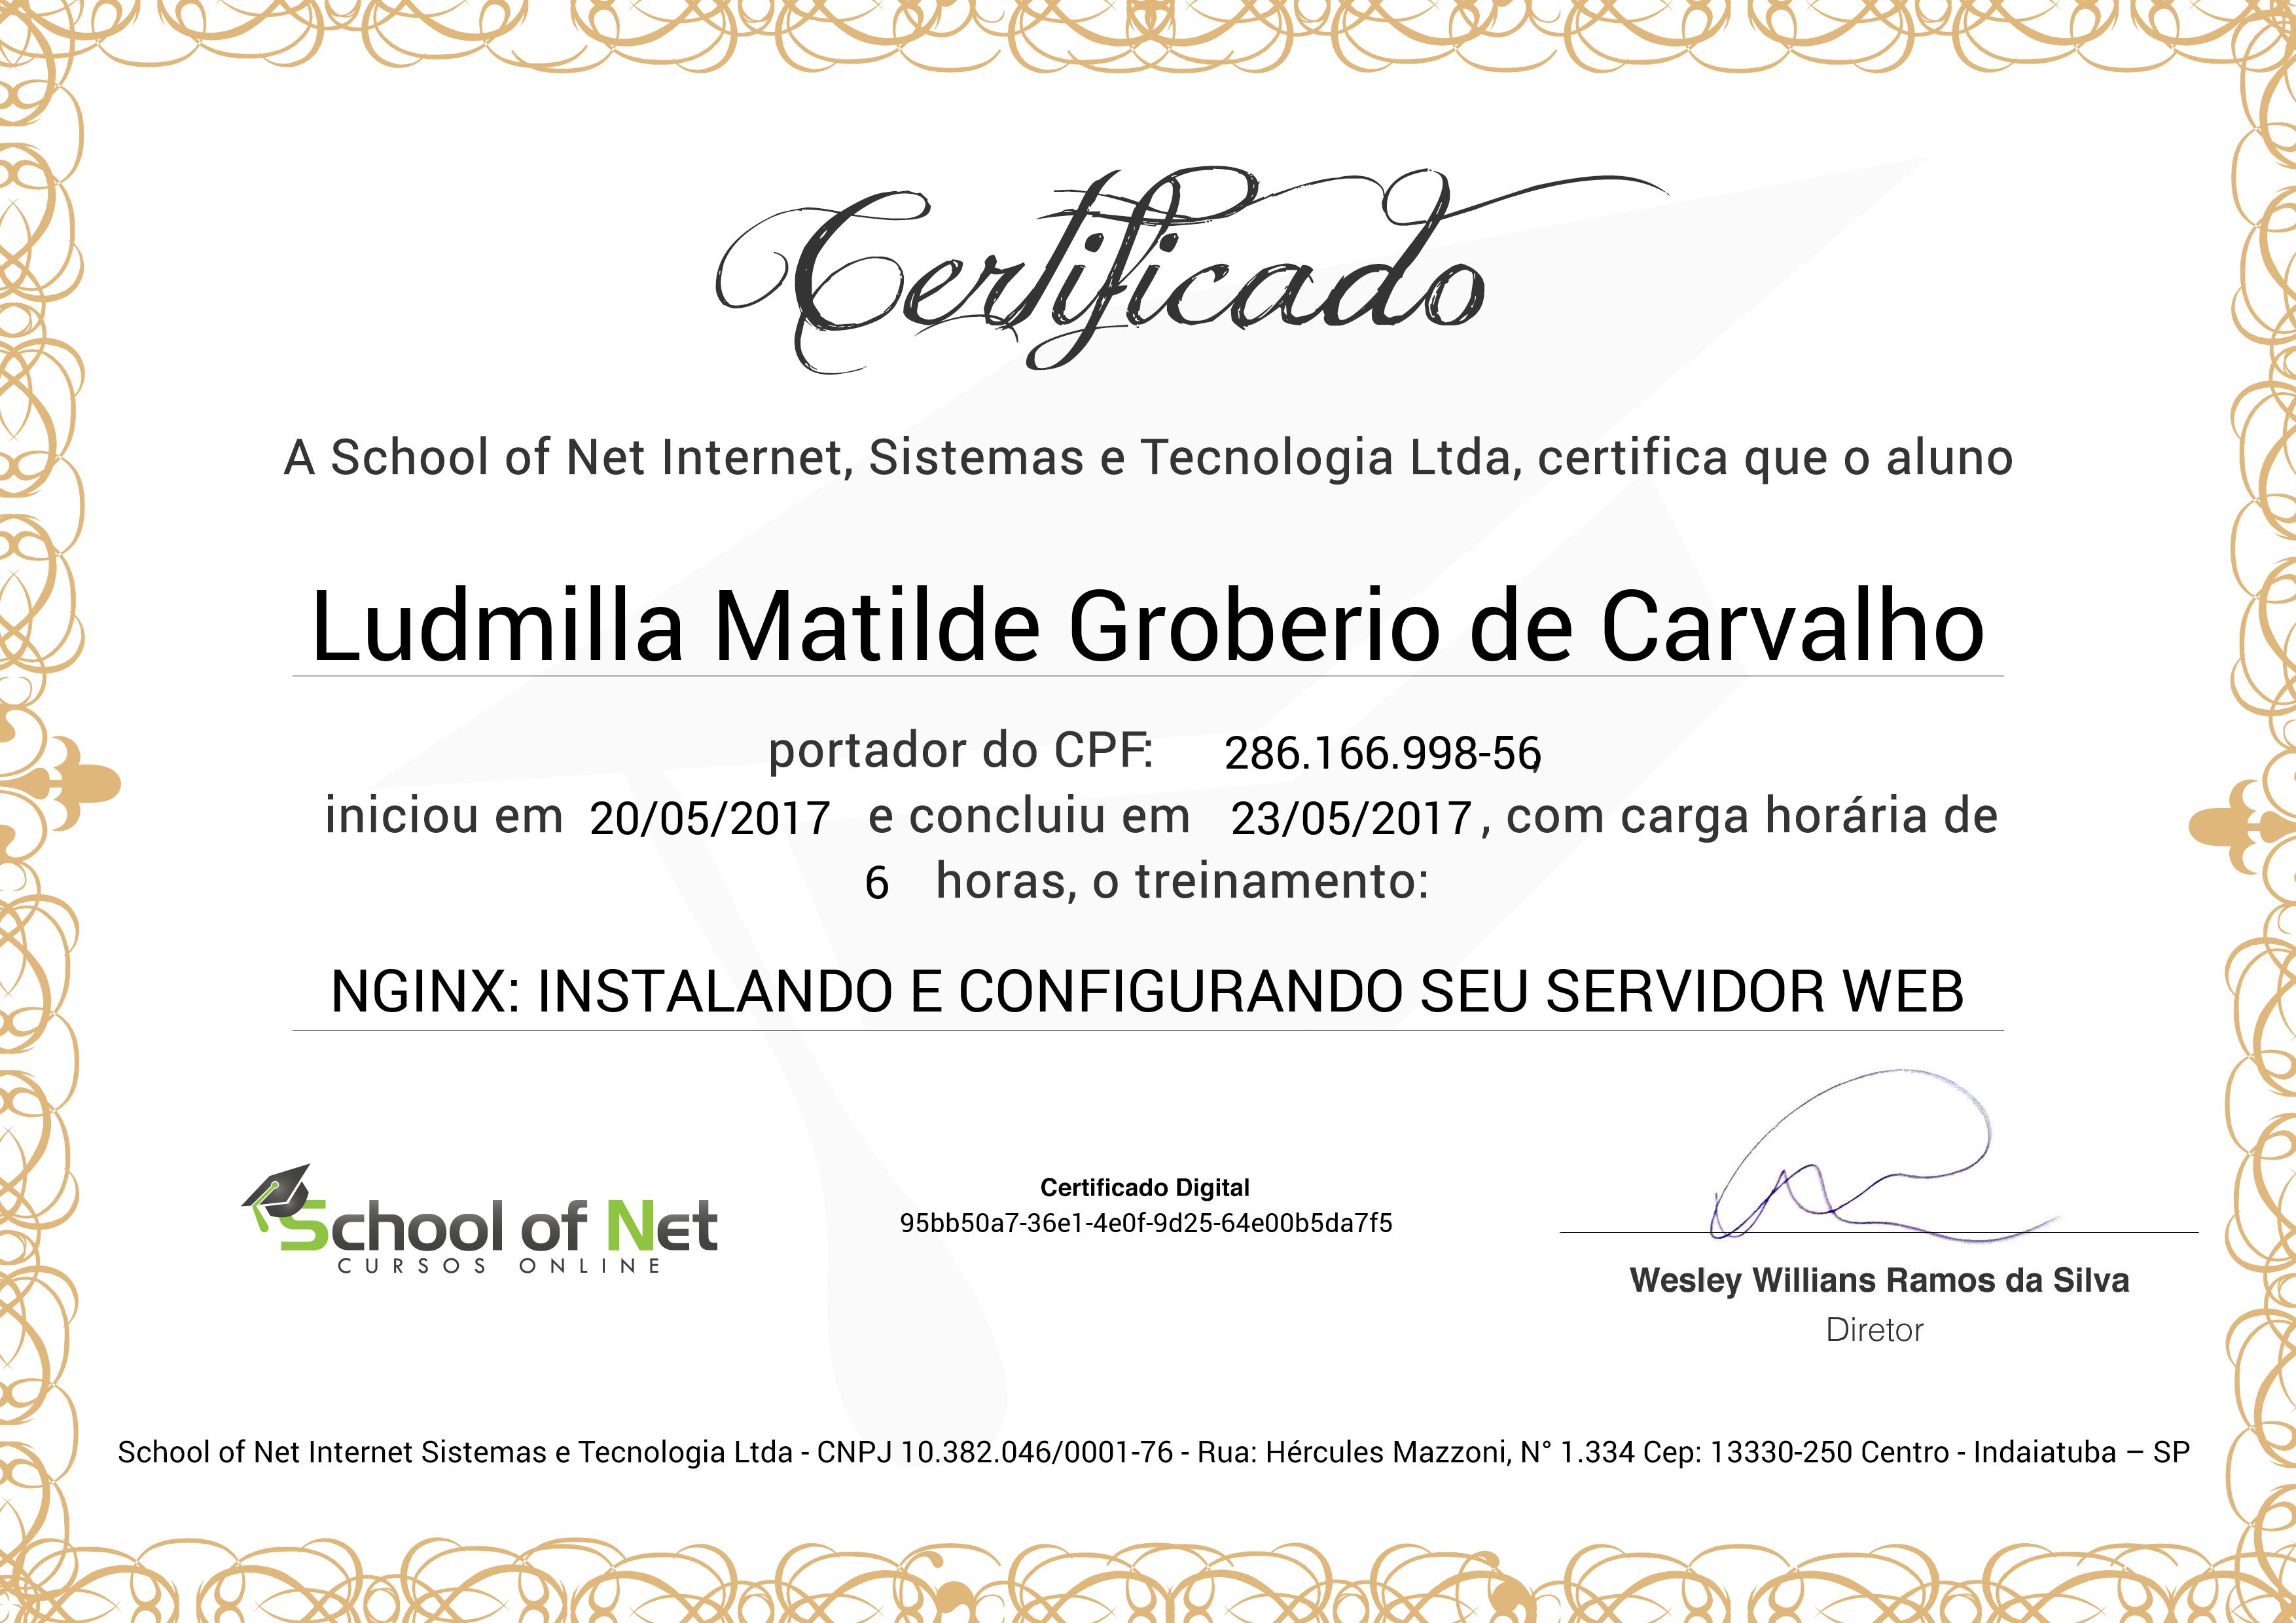 Certificado
A School of Net Internet, Sistemas e Tecnologia Ltda, certifica que o aluno
Ludmilla Matilde Groberio de Carvalho
portador do CPF: 286.166.998-56,
iniciou em 20/05/2017 e concluiu em 23/05/2017, com carga horária de
6 horas, o treinamento:
NGINX: INSTALANDO E CONFIGURANDO SEU SERVIDOR WEB
School of Net
CURSOS ONLINE
Certificado Digital
95bb50a7-36e1-4e0f-9d25-64e00b5da7f5
Wesley Willians Ramos da Silva
Diretor
School of Net Internet Sistemas e Tecnologia Ltda - CNPJ 10.382.046/0001-76 - Rua: Hércules Mazzoni, N° 1.334 Cep: 13330-250 Centro - Indaiatuba – SP